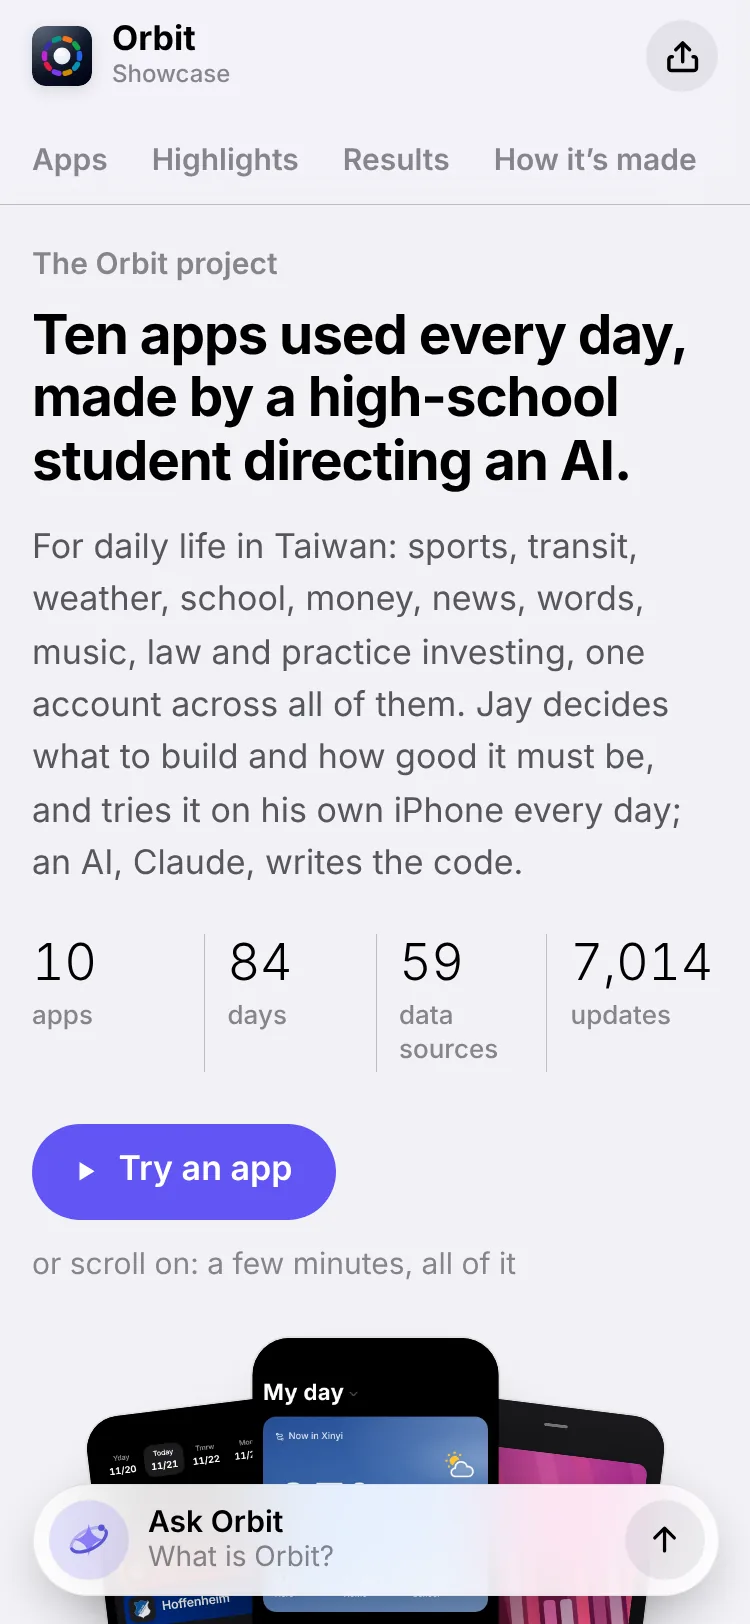 Orbit
Showcase
Apps Highlights Results How it’s made
The Orbit project
Ten apps used every day,
made by a high-school
student directing an AI.
For daily life in Taiwan: sports, transit,
weather, school, money, news, words,
music, law and practice investing, one
account across all of them. Jay decides
what to build and how good it must be,
and tries it on his own iPhone every day;
an AI, Claude, writes the code.
10
apps
84
days
59
data
sources
7,014
updates
Try an app
or scroll on: a few minutes, all of it
My day
Now in Xinyi
Yday Today Tmrw
11/20 11/21 11/22
Ask Orbit
What is Orbit?
Hoffenheim